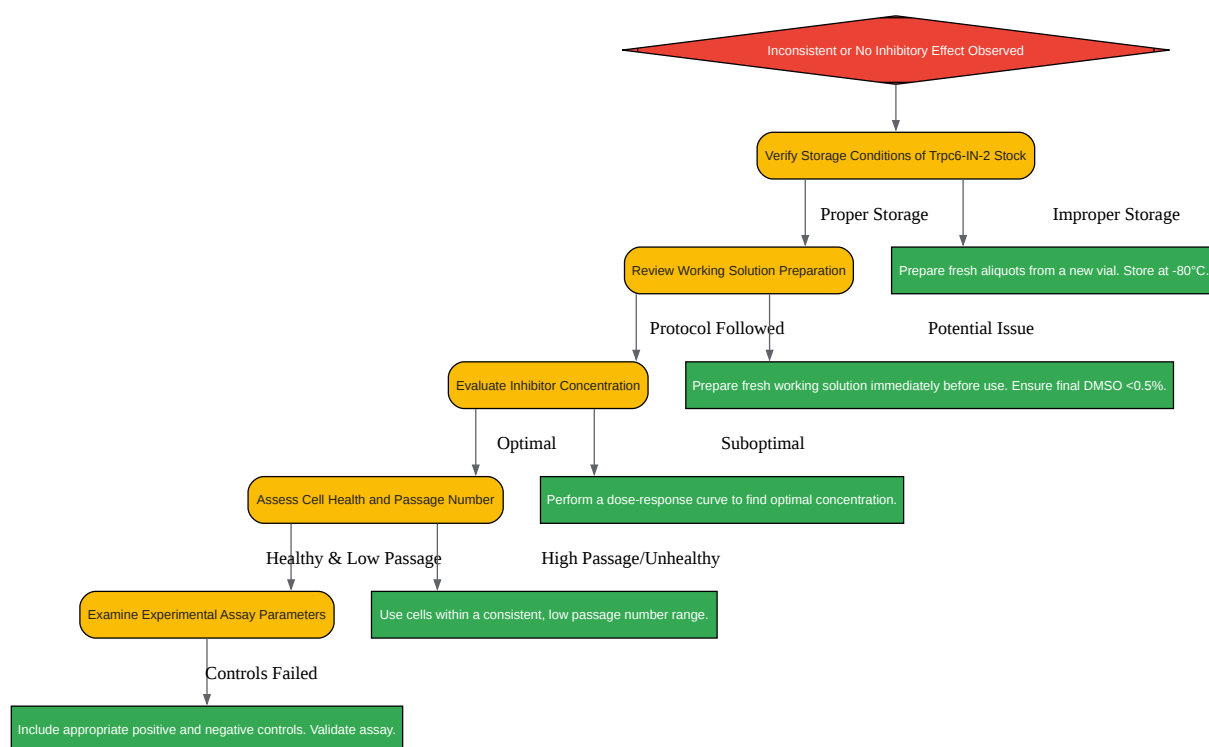 Inconsistent or No Inhibitory Effect Observed
Verify Storage Conditions of Trpc6-IN-2 Stock
Proper Storage
Improper Storage
Review Working Solution Preparation
Prepare fresh aliquots from a new vial. Store at -80°C.
Protocol Followed
Potential Issue
Evaluate Inhibitor Concentration
Prepare fresh working solution immediately before use. Ensure final DMSO <0.5%.
Optimal
Suboptimal
Assess Cell Health and Passage Number
Perform a dose-response curve to find optimal concentration.
Healthy & Low Passage
High Passage/Unhealthy
Examine Experimental Assay Parameters
Use cells within a consistent, low passage number range.
Controls Failed
Include appropriate positive and negative controls. Validate assay.